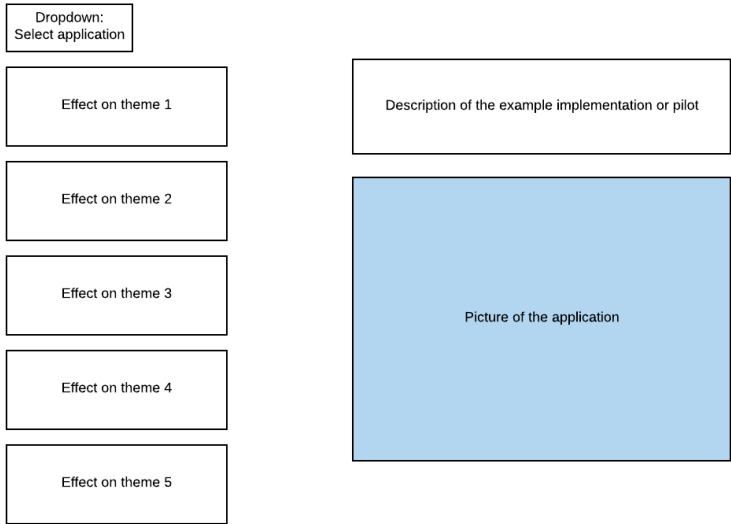 Dropdown:
Select application
Effect on theme 1
Effect on theme 2
Effect on theme 3
Effect on theme 4
Effect on theme 5
Description of the example implementation or pilot
Picture of the application